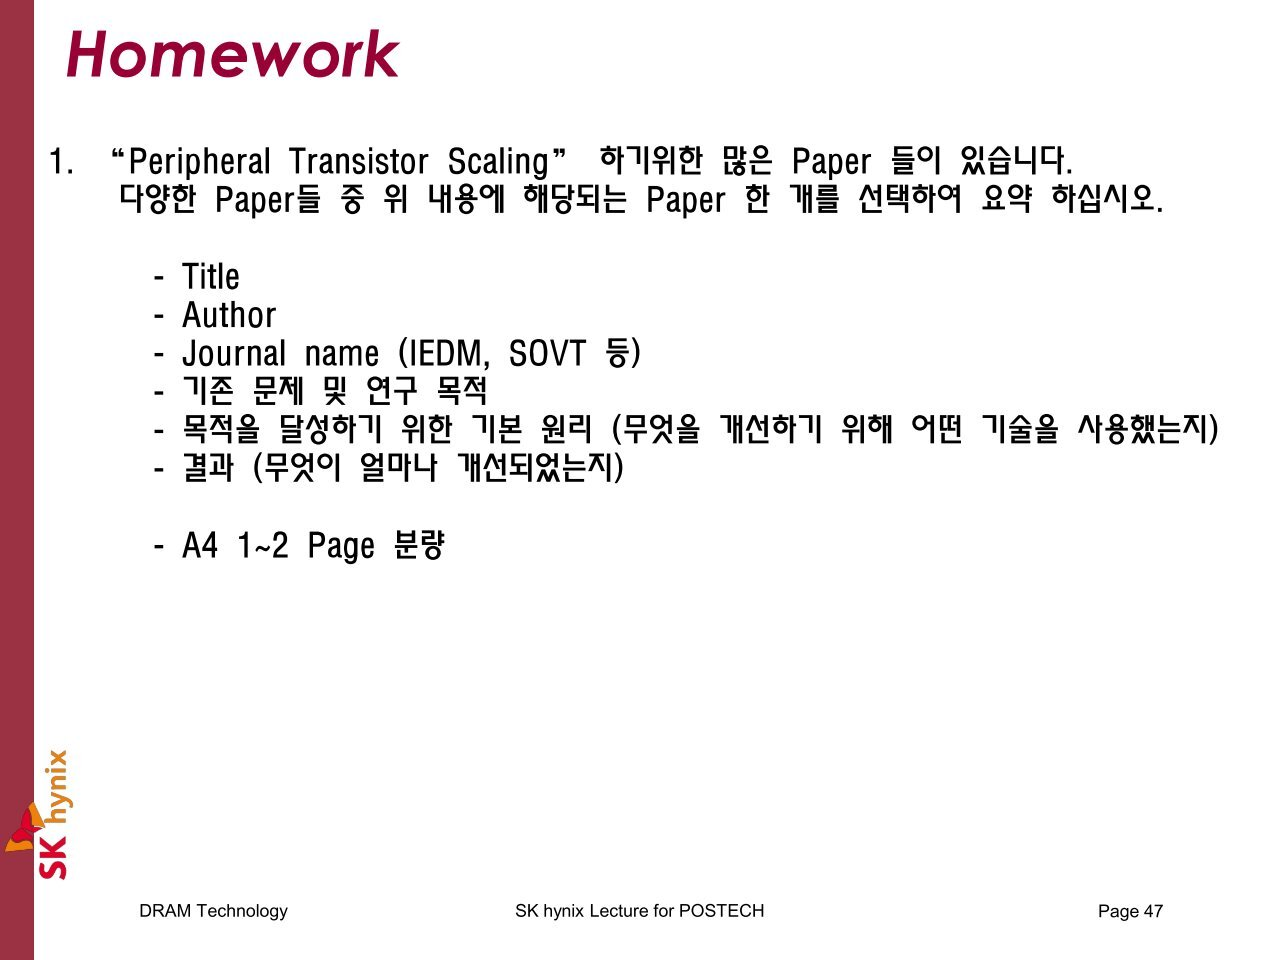 Homework
1. “Peripheral Transistor Scaling” 하기위한 많은 Paper 들이 있습니다.
다양한 Paper들 중 위 내용에 해당되는 Paper 한 개를 선택하여 요약 하십시오.
- Title
- Author
- Journal name (IEDM, SOVT 등)
- 기존 문제 및 연구 목적
- 목적을 달성하기 위한 기본 원리 (무엇을 개선하기 위해 어떤 기술을 사용했는지)
- 결과 (무엇이 얼마나 개선되었는지)
- A4 1~2 Page 분량
SK hynix
DRAM Technology
SK hynix Lecture for POSTECH
Page 47